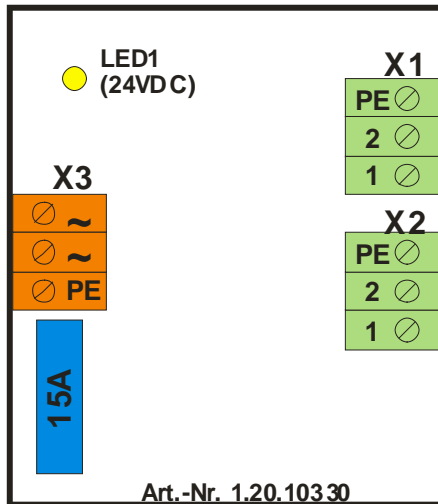 LED1
(24VDC)
X1
PE
2
1
X3
~
~
PE
X2
PE
2
1
15A
Art.-Nr. 1.20.10330